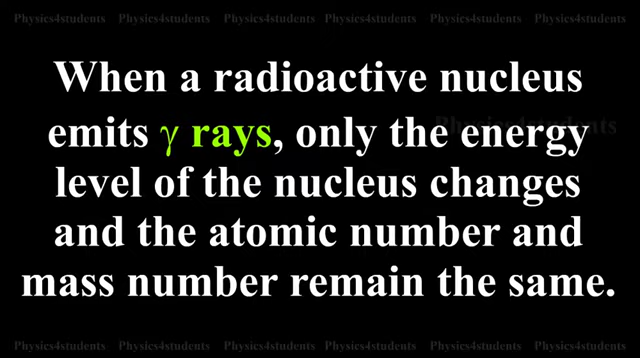 Physics4students Physics4students Physics4students Physics4students Physics4students Physics4students
When a radioactive nucleus
Physics4students
emits γ rays, only the energy
level of the nucleus changes
and the atomic number and
mass number remain the same.
Physics4students Physics4students Physics4students Physics4students Physics4students Physics4students